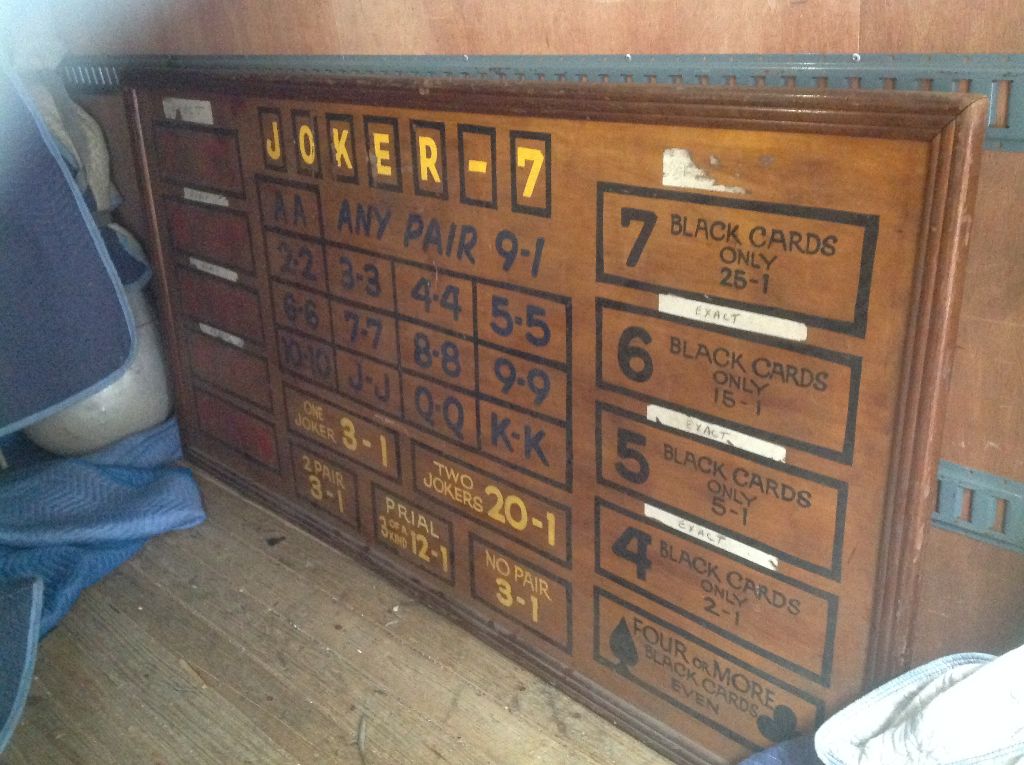 JOKER-7
AA ANY PAIR 9-1
2-2 3-3 4-4 5-5
6-6 7-7 8-8 9-9
10-10 J-J Q-Q K-K
ONE
JOKER 3-1
TWO
JOKERS 20-1
2 PAIR
3-1
PRIAL
OF A
3 KIND 12-1
NO PAIR
3-1
7 BLACK CARDS
ONLY
25-1
EXACT
6 BLACK CARDS
ONLY
15-1
EXACT
5 BLACK CARDS
ONLY
5-1
EXACT
4 BLACK CARDS
ONLY
2-1
FOUR OR MORE
BLACK CARDS
EVEN